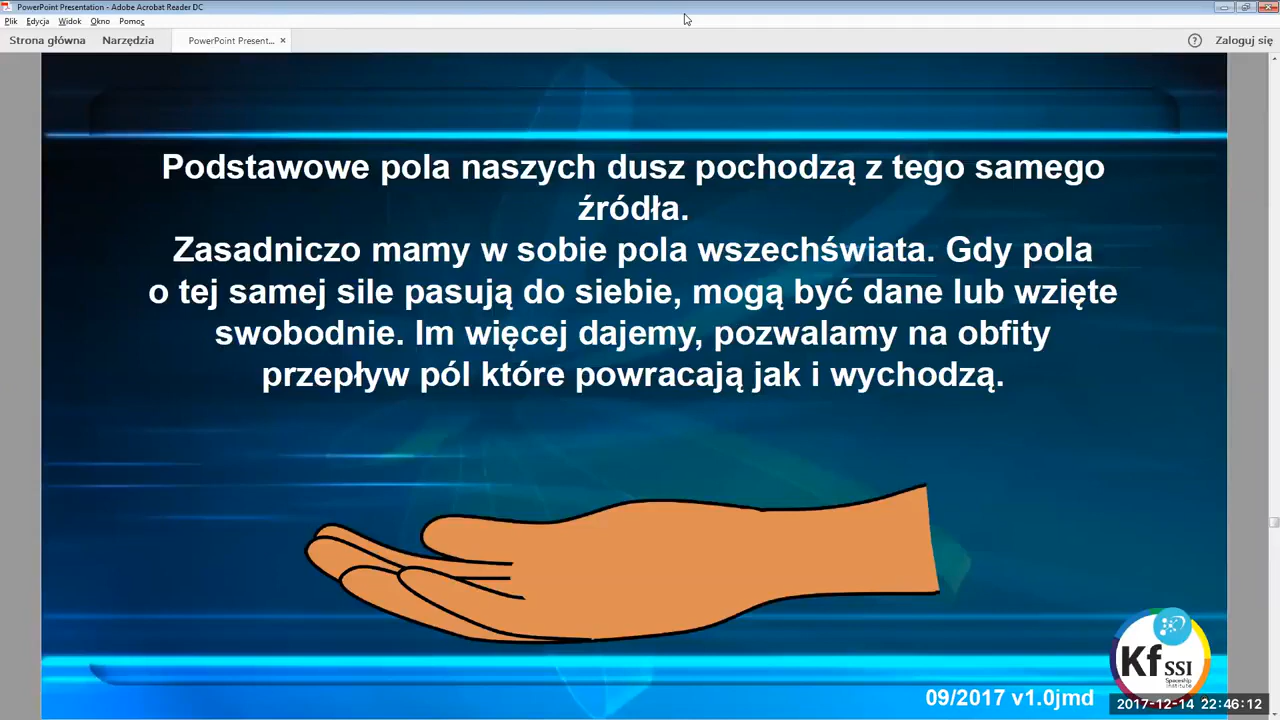 PowerPoint Presentation - Adobe Acrobat Reader DC
Plik Edycja Widok Okno Pomoc
Strona główna Narzędzia PowerPoint Present... × ? Zaloguj się
Podstawowe pola naszych dusz pochodzą z tego samego
źródła.
Zasadniczo mamy w sobie pola wszechświata. Gdy pola
o tej samej sile pasują do siebie, mogą być dane lub wzięte
swobodnie. Im więcej dajemy, pozwalamy na obfity
przepływ pól które powracają jak i wychodzą.
Kf SSI
Spaceship
Institute
09/2017 v1.0jmd
2017-12-14 22:46:12